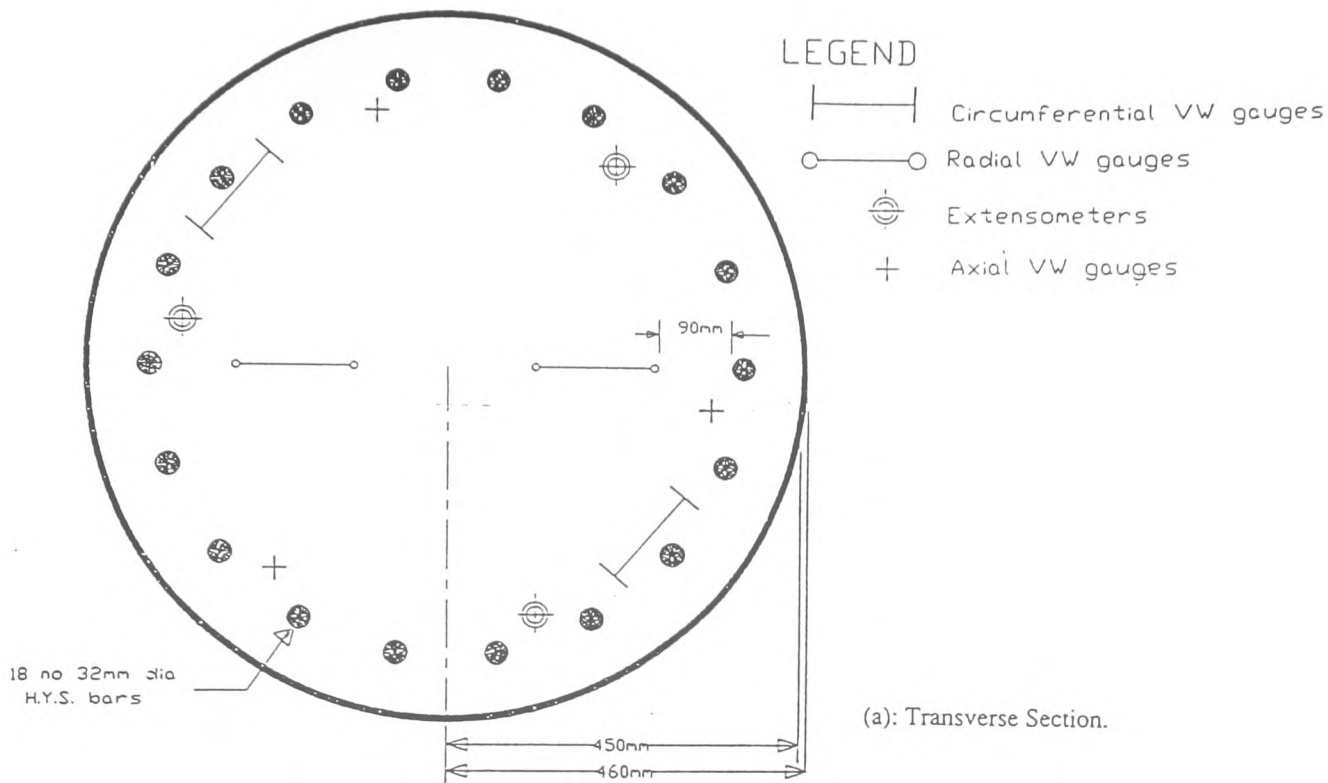 LEGEND
Circumferential VW gauges
Radial VW gauges
Extensometers
Axial VW gauges
90mm
18 no 32mm dia
H.Y.S. bars
(a): Transverse Section.
450mm
460mm